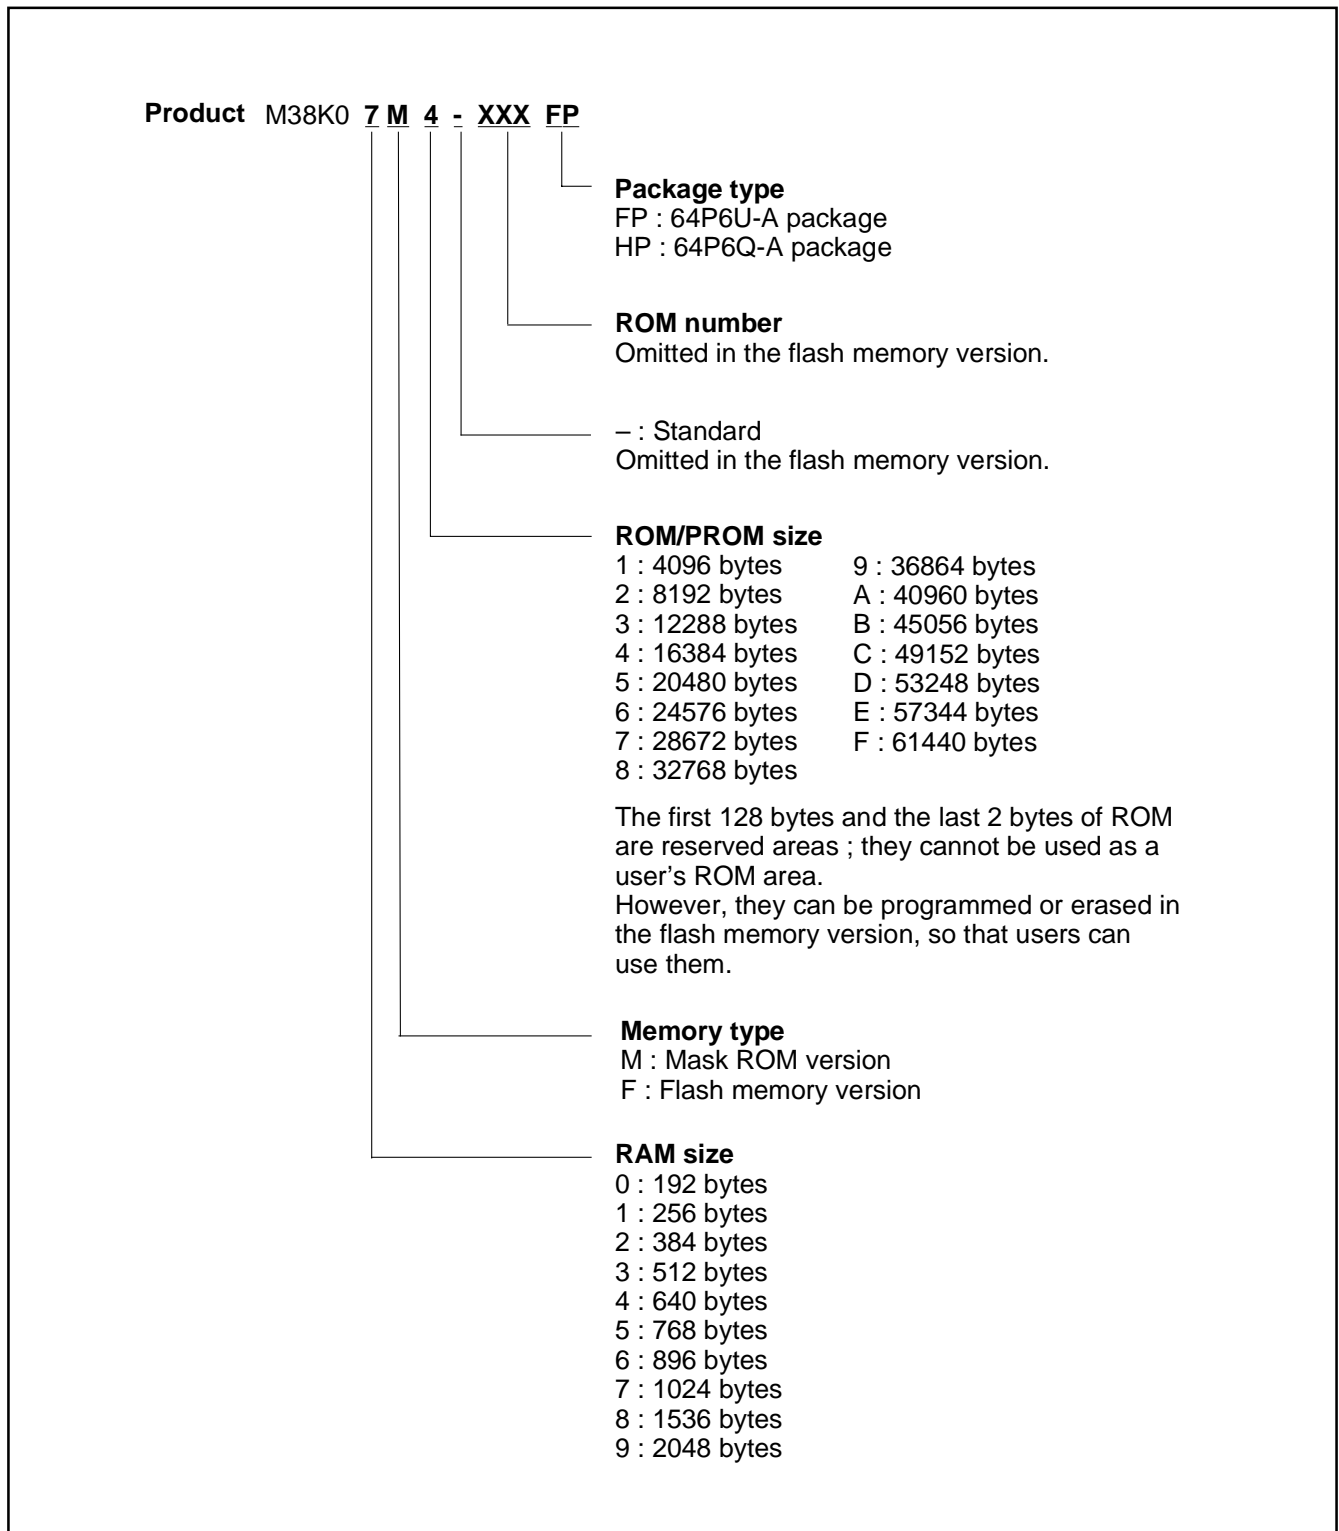 Product M38K0 7 M 4 - XXX FP
Package type
FP : 64P6U-A package
HP : 64P6Q-A package
ROM number
Omitted in the flash memory version.
– : Standard
Omitted in the flash memory version.
ROM/PROM size
1 : 4096 bytes
2 : 8192 bytes
3 : 12288 bytes
4 : 16384 bytes
5 : 20480 bytes
6 : 24576 bytes
7 : 28672 bytes
8 : 32768 bytes
9 : 36864 bytes
A : 40960 bytes
B : 45056 bytes
C : 49152 bytes
D : 53248 bytes
E : 57344 bytes
F : 61440 bytes
The first 128 bytes and the last 2 bytes of ROM
are reserved areas ; they cannot be used as a
user’s ROM area.
However, they can be programmed or erased in
the flash memory version, so that users can
use them.
Memory type
M : Mask ROM version
F : Flash memory version
RAM size
0 : 192 bytes
1 : 256 bytes
2 : 384 bytes
3 : 512 bytes
4 : 640 bytes
5 : 768 bytes
6 : 896 bytes
7 : 1024 bytes
8 : 1536 bytes
9 : 2048 bytes